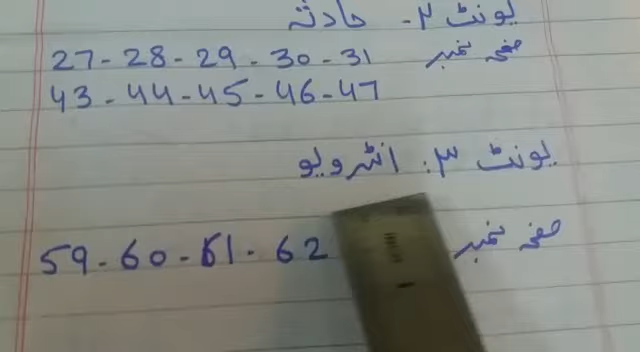 یونٹ ۲۔ حادثہ
صفحہ نمبر 27-28-29-30-31
43-44-45-46-47
یونٹ ۳: انٹرویو
صفحہ نمبر 59-60-61-62